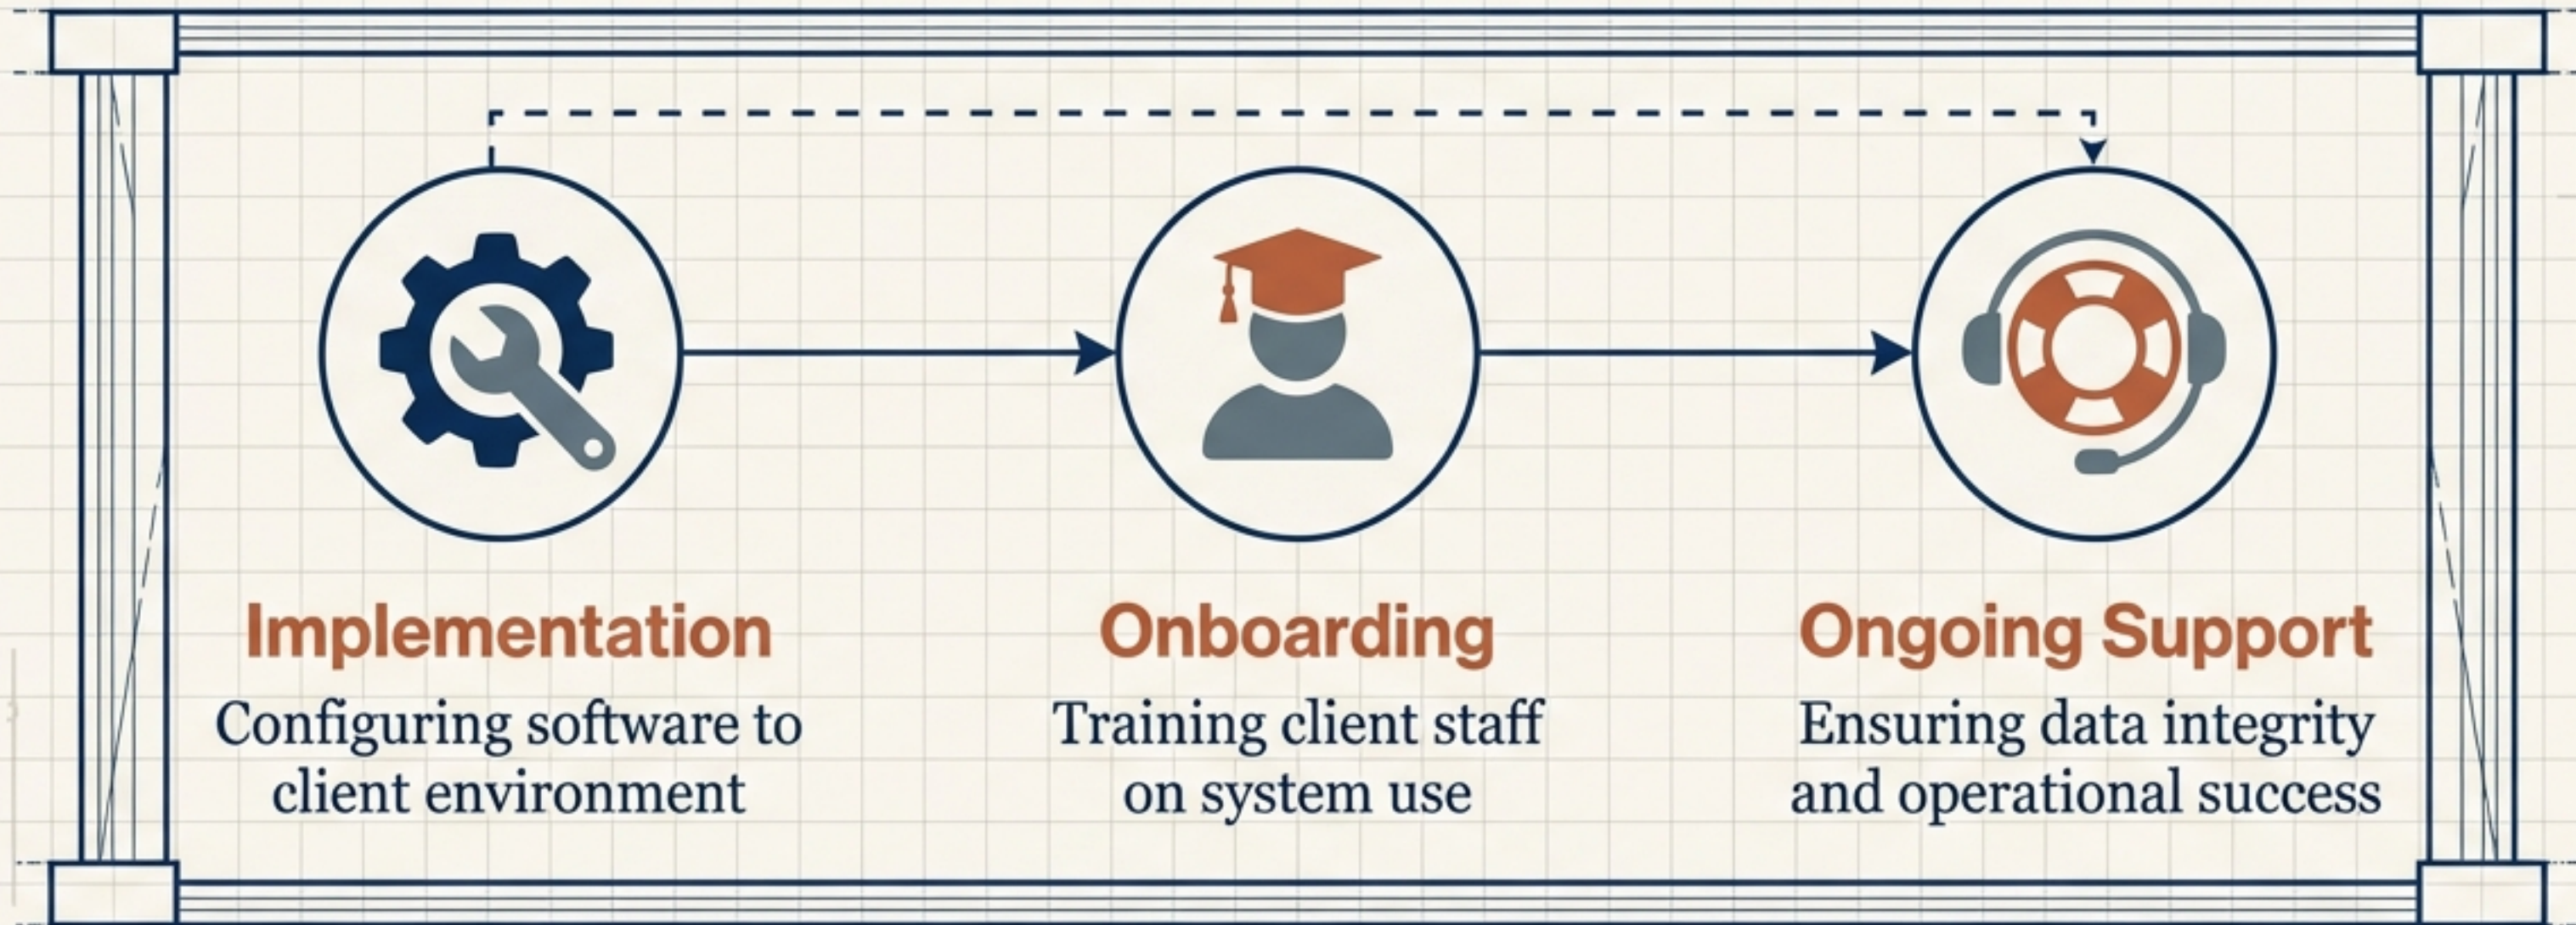 Implementation
Configuring software to
client environment
Onboarding
Training client staff
on system use
Ongoing Support
Ensuring data integrity
and operational success